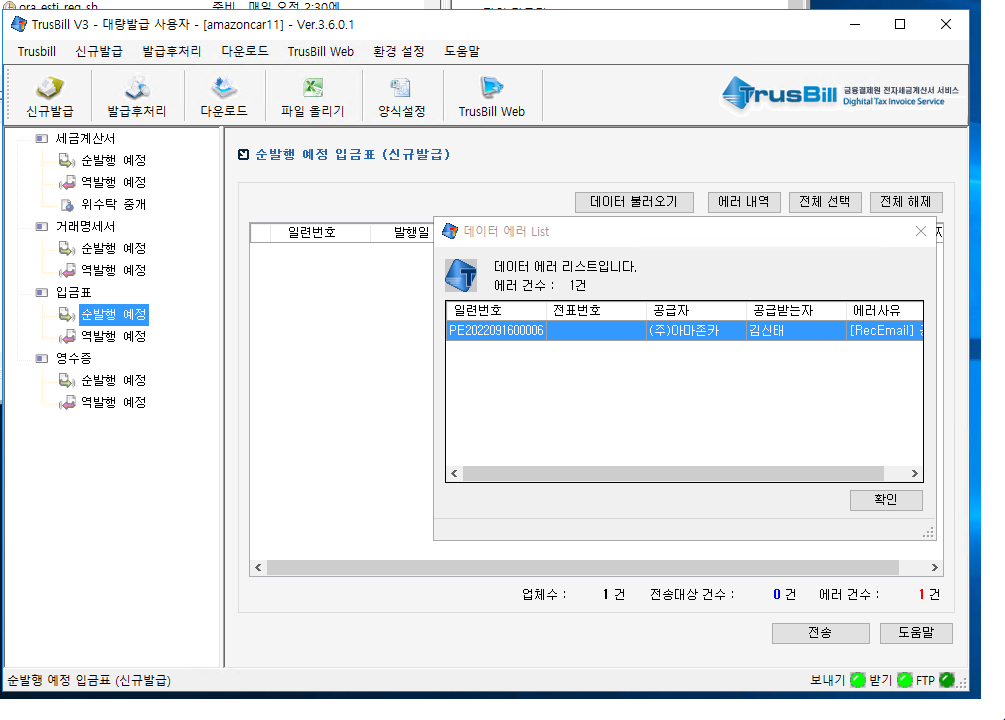 ora_esti_reg.sh 준비 매일 오전 2:30에
TrusBill V3 - 대량발급 사용자 - [amazoncar11] - Ver.3.6.0.1
Trusbill 신규발급 발급후처리 다운로드 TrusBill Web 환경 설정 도움말
신규발급 발급후처리 다운로드 파일 올리기 양식설정 TrusBill Web
TrusBill 금융결제원 전자세금계산서 서비스
Dighital Tax Invoice Service
세금계산서
순발행 예정
역발행 예정
위수탁 중개
거래명세서
순발행 예정
역발행 예정
입금표
순발행 예정
역발행 예정
영수증
순발행 예정
역발행 예정
순발행 예정 입금표 (신규발급)
데이터 불러오기 에러 내역 전체 선택 전체 해제
일련번호 발행일
데이터 에러 List
데이터 에러 리스트입니다.
에러 건수 : 1건
일련번호 전표번호 공급자 공급받는자 에러사유
PE2022091600006 (주)아마존카 김신태 [RecEmail]
확인
업체수 : 1 건 전송대상 건수 : 0 건 에러 건수 : 1 건
전송 도움말
순발행 예정 입금표 (신규발급) 보내기 받기 FTP